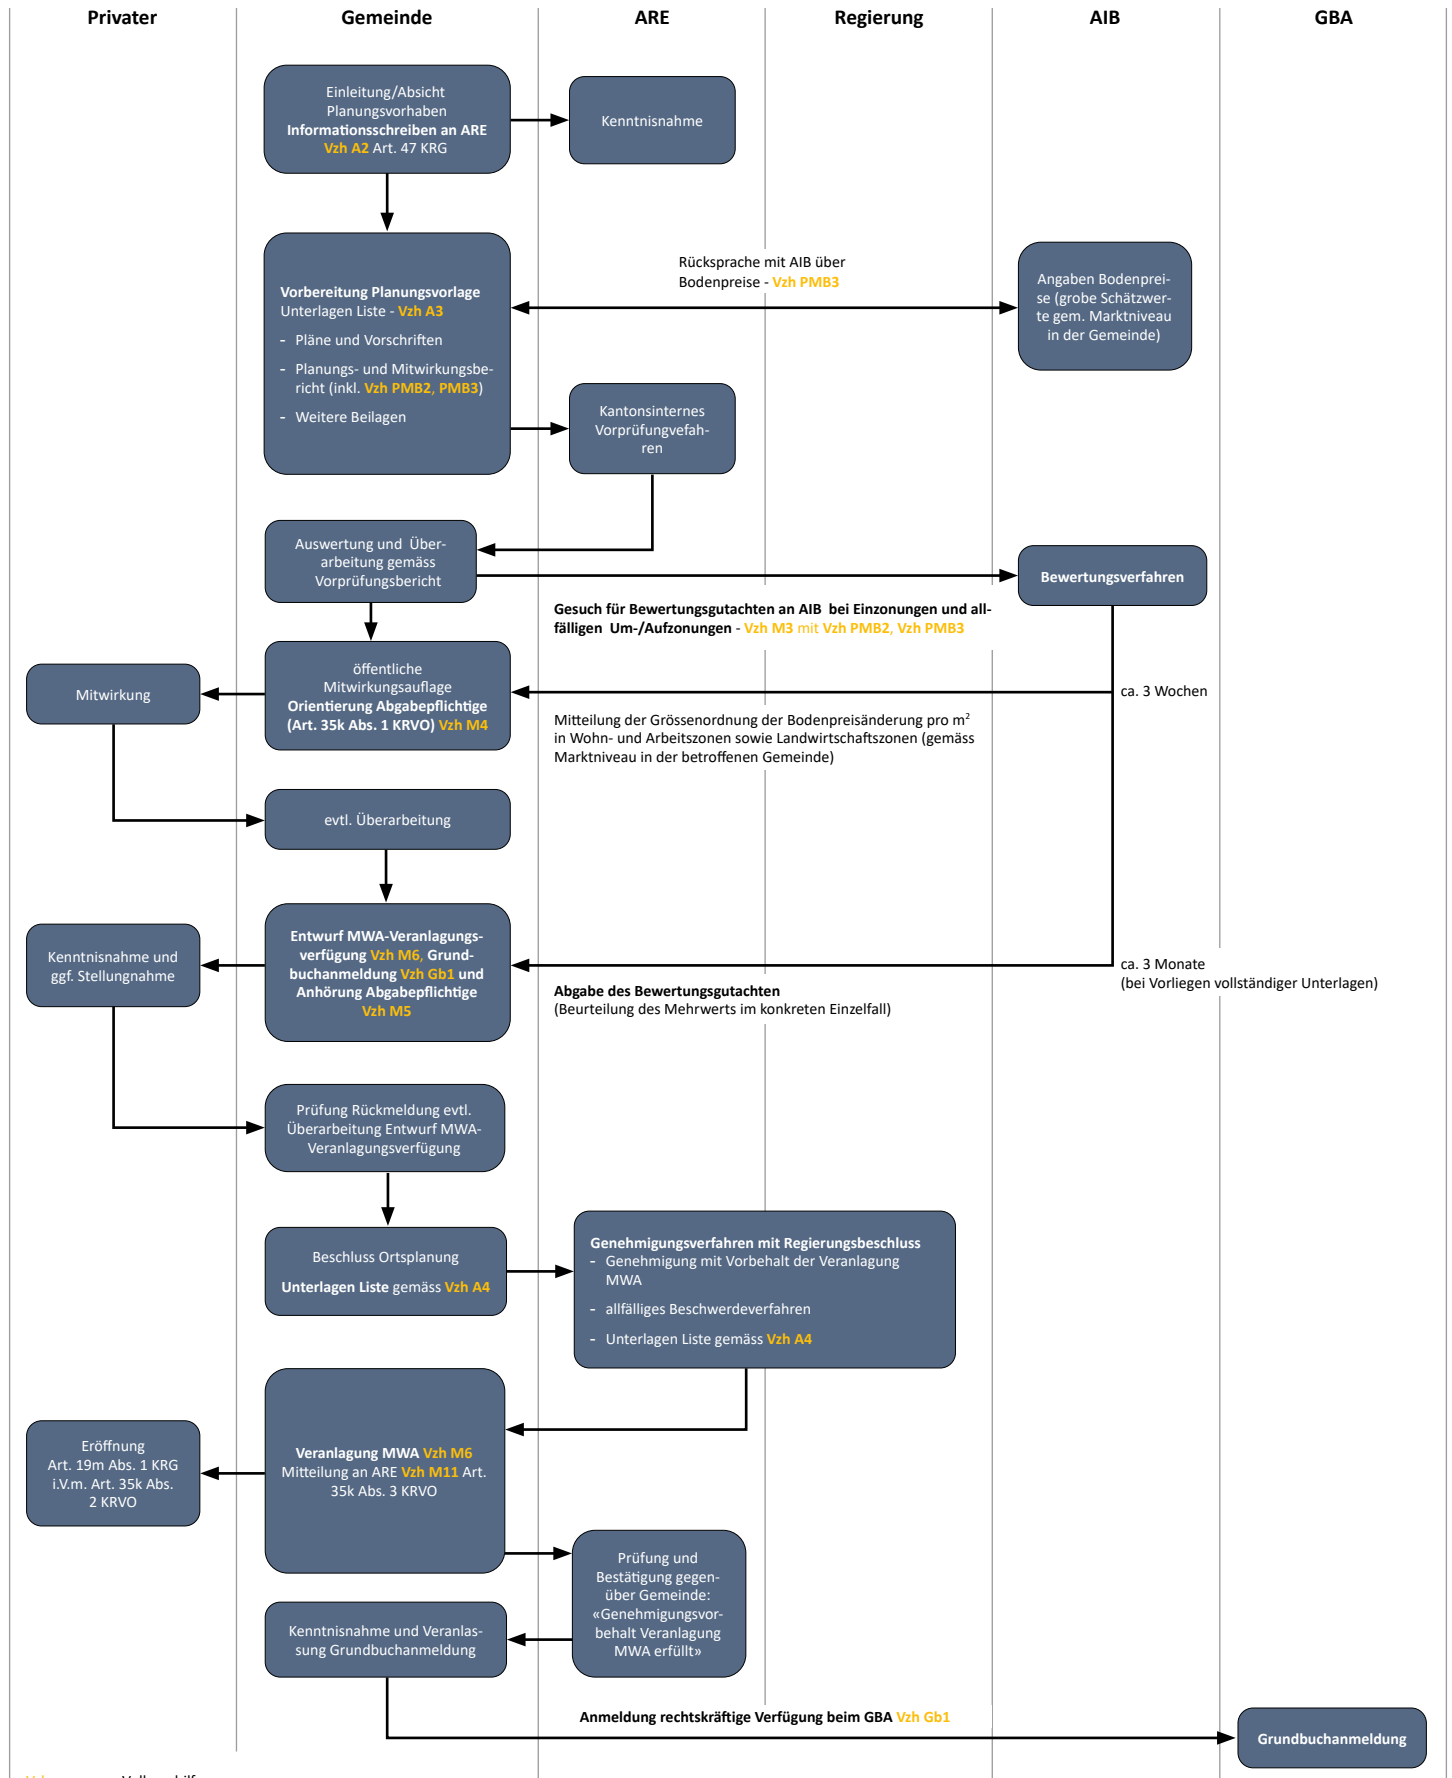 Privater
Gemeinde
ARE
Regierung
AIB
GBA
Einleitung/Absicht
Planungsvorhaben
Informationsschreiben an ARE
Vzh A2 Art. 47 KRG
Kenntnisnahme
Vorbereitung Planungsvorlage
Unterlagen Liste - Vzh A3
- Pläne und Vorschriften
- Planungs- und Mitwirkungsbe-
richt (inkl. Vzh PMB2, PMB3)
- Weitere Beilagen
Rücksprache mit AIB über
Bodenpreise - Vzh PMB3
Angaben Bodenprei-
se (grobe Schätzwer-
te gem. Marktniveau
in der Gemeinde)
Kantonsinternes
Vorprüfungvefah-
ren
Auswertung und Über-
arbeitung gemäss
Vorprüfungsbericht
Bewertungsverfahren
Gesuch für Bewertungsgutachten an AIB bei Einzonungen und all-
fälligen Um-/Aufzonungen - Vzh M3 mit Vzh PMB2, Vzh PMB3
öffentliche
Mitwirkungsauflage
Orientierung Abgabepflichtige
(Art. 35k Abs. 1 KRVO) Vzh M4
Mitwirkung
ca. 3 Wochen
Mitteilung der Grössenordnung der Bodenpreisänderung pro m²
in Wohn- und Arbeitszonen sowie Landwirtschaftszonen (gemäss
Marktniveau in der betroffenen Gemeinde)
evtl. Überarbeitung
Entwurf MWA-Veranlagungs-
verfügung Vzh M6, Grund-
buchanmeldung Vzh Gb1 und
Anhörung Abgabepflichtige
Vzh M5
Kenntnisnahme und
ggf. Stellungnahme
ca. 3 Monate
(bei Vorliegen vollständiger Unterlagen)
Abgabe des Bewertungsgutachten
(Beurteilung des Mehrwerts im konkreten Einzelfall)
Prüfung Rückmeldung evtl.
Überarbeitung Entwurf MWA-
Veranlagungsverfügung
Beschluss Ortsplanung
Unterlagen Liste gemäss Vzh A4
Genehmigungsverfahren mit Regierungsbeschluss
- Genehmigung mit Vorbehalt der Veranlagung
MWA
- allfälliges Beschwerdeverfahren
- Unterlagen Liste gemäss Vzh A4
Veranlagung MWA Vzh M6
Mitteilung an ARE Vzh M11 Art.
35k Abs. 3 KRVO
Eröffnung
Art. 19m Abs. 1 KRG
i.V.m. Art. 35k Abs.
2 KRVO
Prüfung und
Bestätigung gegen-
über Gemeinde:
«Genehmigungsvor-
behalt Veranlagung
MWA erfüllt»
Kenntnisnahme und Veranlas-
sung Grundbuchanmeldung
Anmeldung rechtskräftige Verfügung beim GBA Vzh Gb1
Grundbuchanmeldung